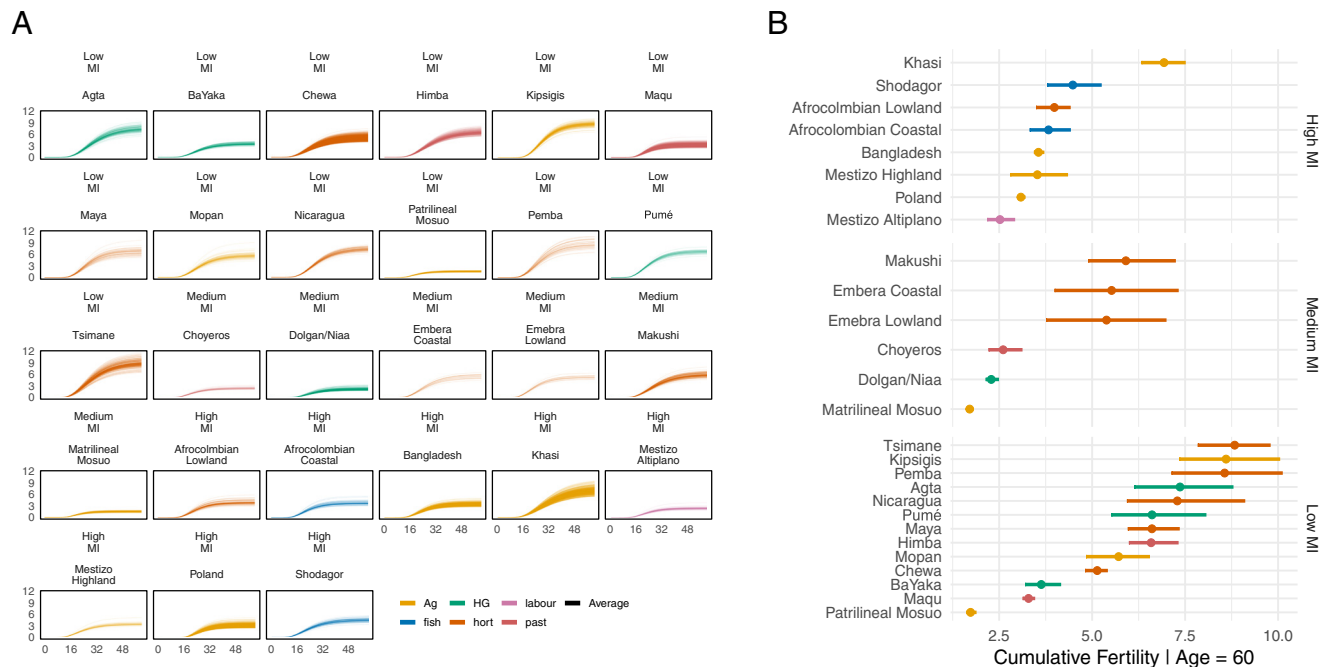 A
Low Low Low Low Low Low
MI MI MI MI MI MI
Agta BaYaka Chewa Himba Kipsigis Maqu
12
9
6
3
0
Low Low Low Low Low Low
MI MI MI MI MI MI
Maya Mopan Nicaragua Patrilineal Mosuo Pemba Pumé
12
9
6
3
0
Low Medium Medium Medium Medium Medium
MI MI MI MI MI MI
Tsimane Choyeros Dolgan/Niaa Embera Coastal Emebra Lowland Makushi
12
9
6
3
0
Medium High High High High High
MI MI MI MI MI MI
Matrilineal Mosuo Afrocolmbian Lowland Afrocolombian Coastal Bangladesh Khasi Mestizo Altiplano
12
9
6
3
0
0 16 32 48 0 16 32 48 0 16 32 48
High High High
MI MI MI
Mestizo Highland Poland Shodagor
12
9
6
3
0
0 16 32 48 0 16 32 48 0 16 32 48
Ag HG labour Average
fish hort past
B
Khasi
Shodagor
Afrocolmbian Lowland
Afrocolombian Coastal
Bangladesh
Mestizo Highland
Poland
Mestizo Altiplano
High MI
Makushi
Embera Coastal
Emebra Lowland
Choyeros
Dolgan/Niaa
Matrilineal Mosuo
Medium MI
Tsimane
Kipsigis
Pemba
Agta
Nicaragua
Pumé
Maya
Himba
Mopan
Chewa
BaYaka
Maqu
Patrilineal Mosuo
Low MI
2.5 5.0 7.5 10.0
Cumulative Fertility | Age = 60